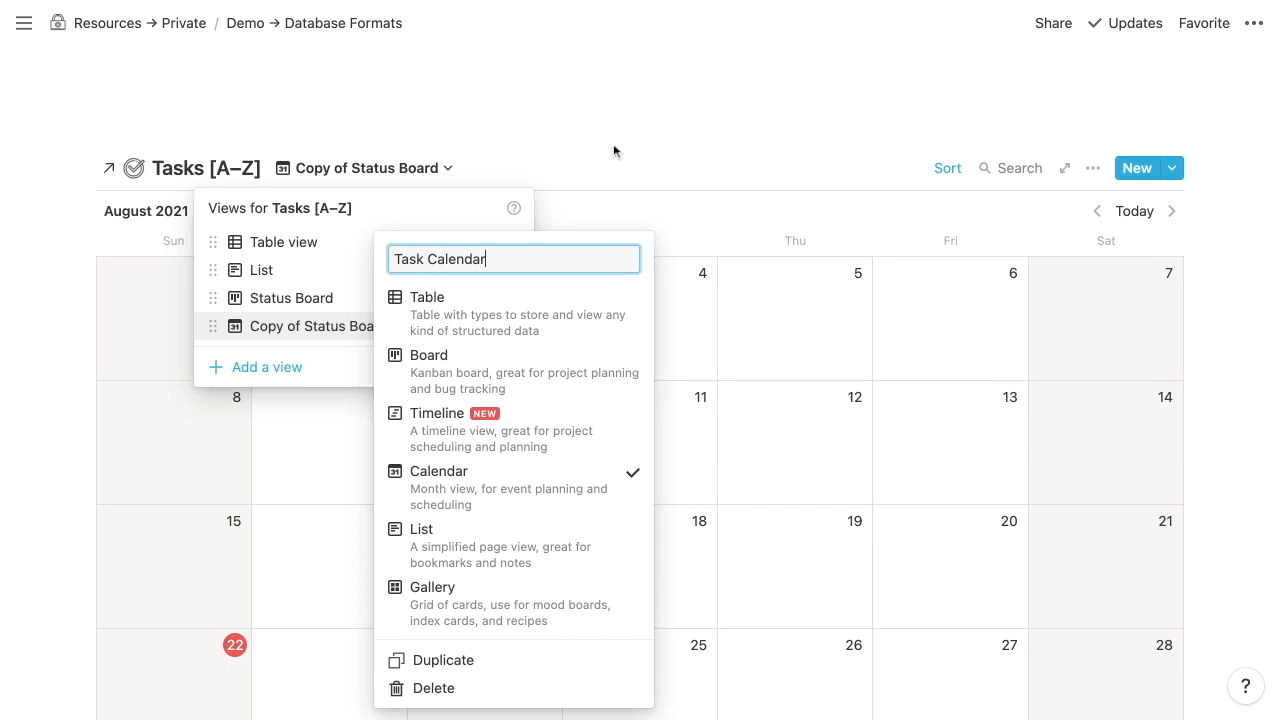 Resources → Private / Demo → Database Formats
Share Updates Favorite
Tasks [A–Z] 31 Copy of Status Board
Sort Search New
August 2021
Today
Views for Tasks [A–Z]
Table view
List
Status Board
31 Copy of Status Boa
Add a view
Task Calendar
Table
Table with types to store and view any
kind of structured data
Board
Kanban board, great for project planning
and bug tracking
Timeline NEW
A timeline view, great for project
scheduling and planning
31 Calendar
Month view, for event planning and
scheduling
List
A simplified page view, great for
bookmarks and notes
Gallery
Grid of cards, use for mood boards,
index cards, and recipes
Duplicate
Delete
Sun Thu Fri Sat
4 5 6 7
8 11 12 13 14
15 18 19 20 21
22 25 26 27 28
?